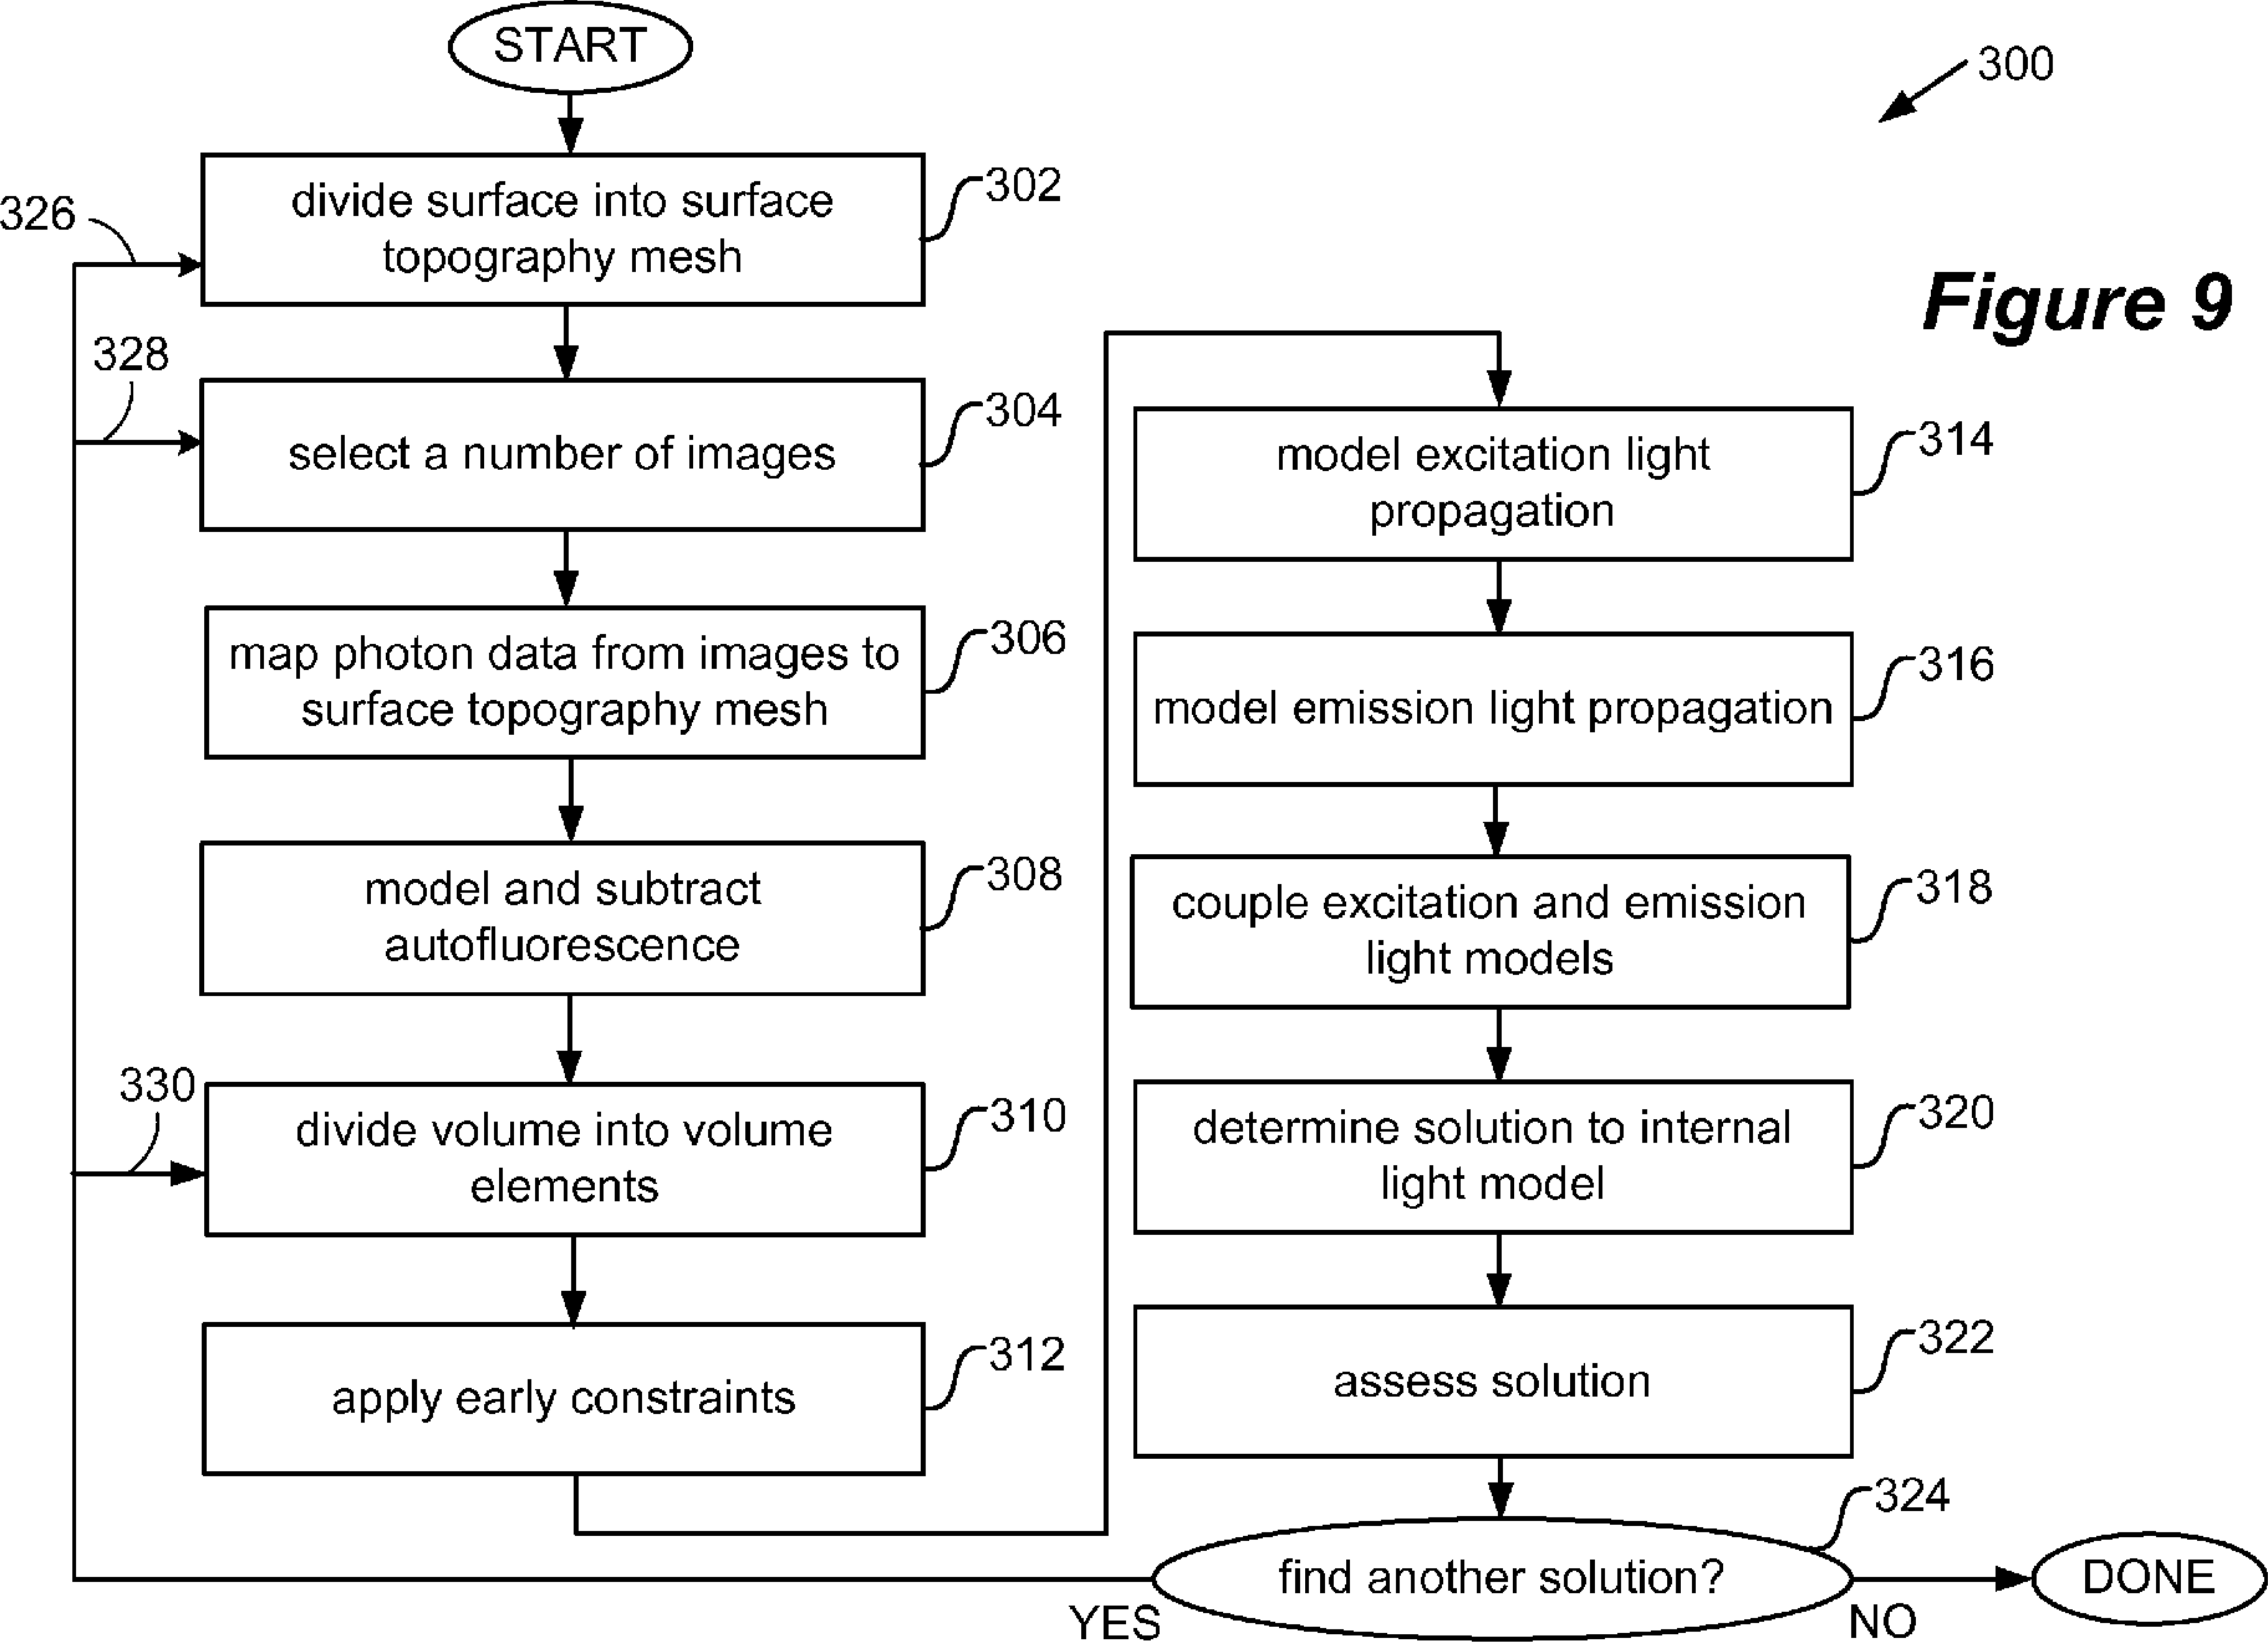 START
300
divide surface into surface
topography mesh
302
326
Figure 9
328
select a number of images
304
map photon data from images to
surface topography mesh
306
model and subtract
autofluorescence
308
330
divide volume into volume
elements
310
apply early constraints
312
model excitation light
propagation
314
model emission light propagation
316
couple excitation and emission
light models
318
determine solution to internal
light model
320
assess solution
322
find another solution?
324
YES
NO
DONE